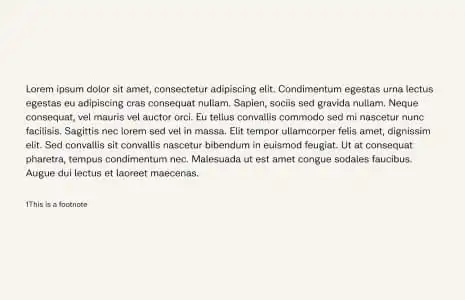 Lorem ipsum dolor sit amet, consectetur adipiscing elit. Condimentum egestas urna lectus
egestas eu adipiscing cras consequat nullam. Sapien, sociis sed gravida nullam. Neque
consequat, vel mauris vel auctor orci. Eu tellus convallis commodo sed mi nascetur nunc
facilisis. Sagittis nec lorem sed vel in massa. Elit tempor ullamcorper felis amet, dignissim
elit. Sed convallis sit convallis nascetur bibendum in euismod feugiat. Ut at consequat
pharetra, tempus condimentum nec. Malesuada ut est amet congue sodales faucibus.
Augue dui lectus et laoreet maecenas.
1This is a footnote